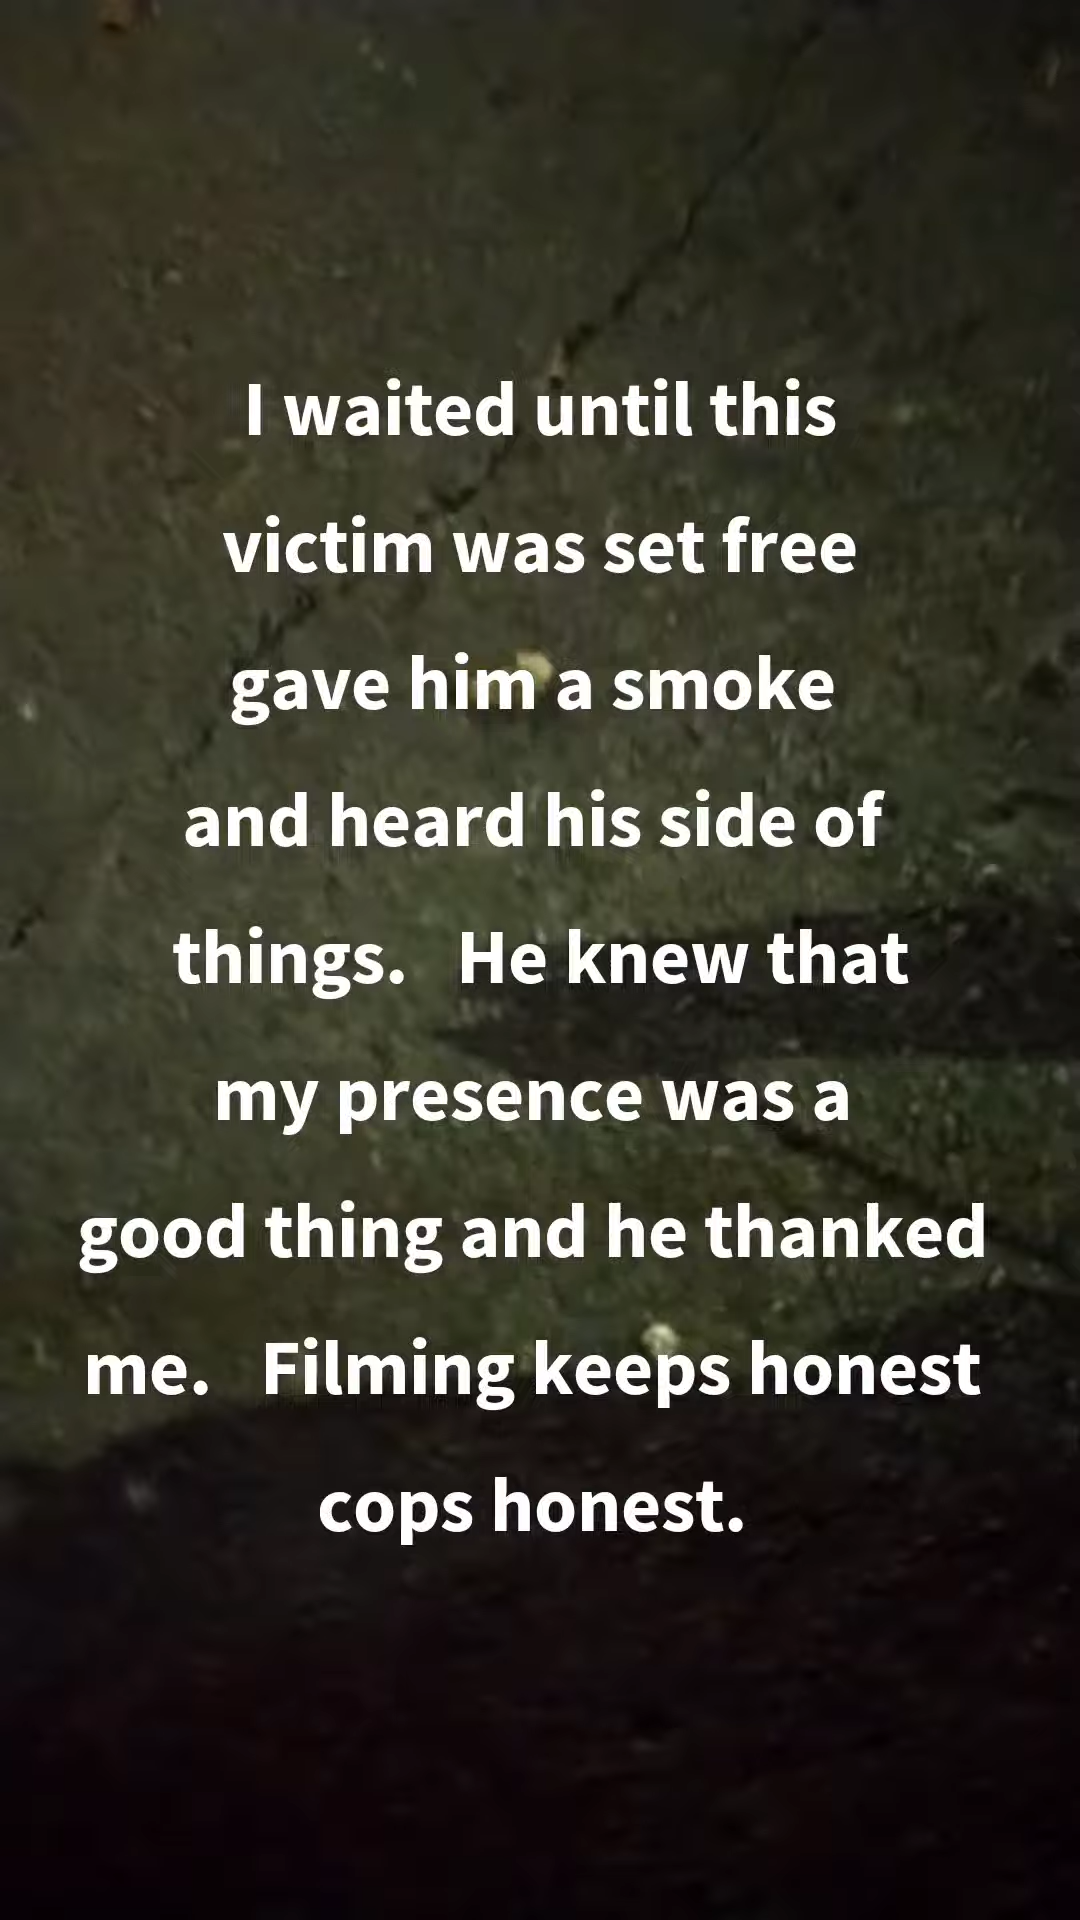 I waited until this
victim was set free
gave him a smoke
and heard his side of
things.   He knew that
my presence was a
good thing and he thanked
me.   Filming keeps honest
cops honest.